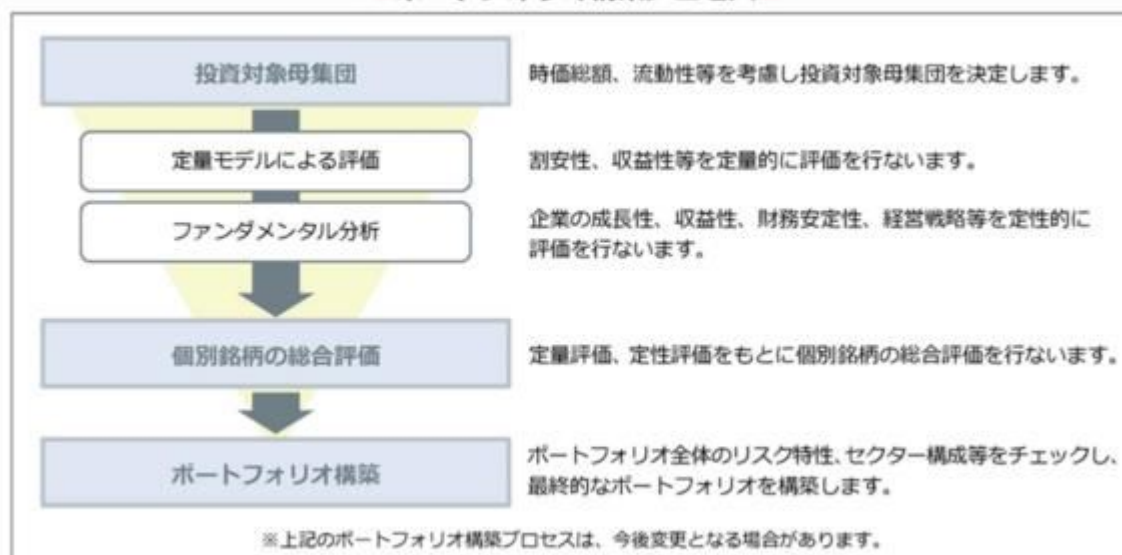 投資対象母集団
時価総額、流動性等を考慮し投資対象母集団を決定します。
定量モデルによる評価
割安性、収益性等を定量的に評価を行ないます。
ファンダメンタル分析
企業の成長性、収益性、財務安定性、経営戦略等を定性的に
評価を行ないます。
個別銘柄の総合評価
定量評価、定性評価をもとに個別銘柄の総合評価を行ないます。
ポートフォリオ構築
ポートフォリオ全体のリスク特性、セクター構成等をチェックし、
最終的なポートフォリオを構築します。
※上記のポートフォリオ構築プロセスは、今後変更となる場合があります。